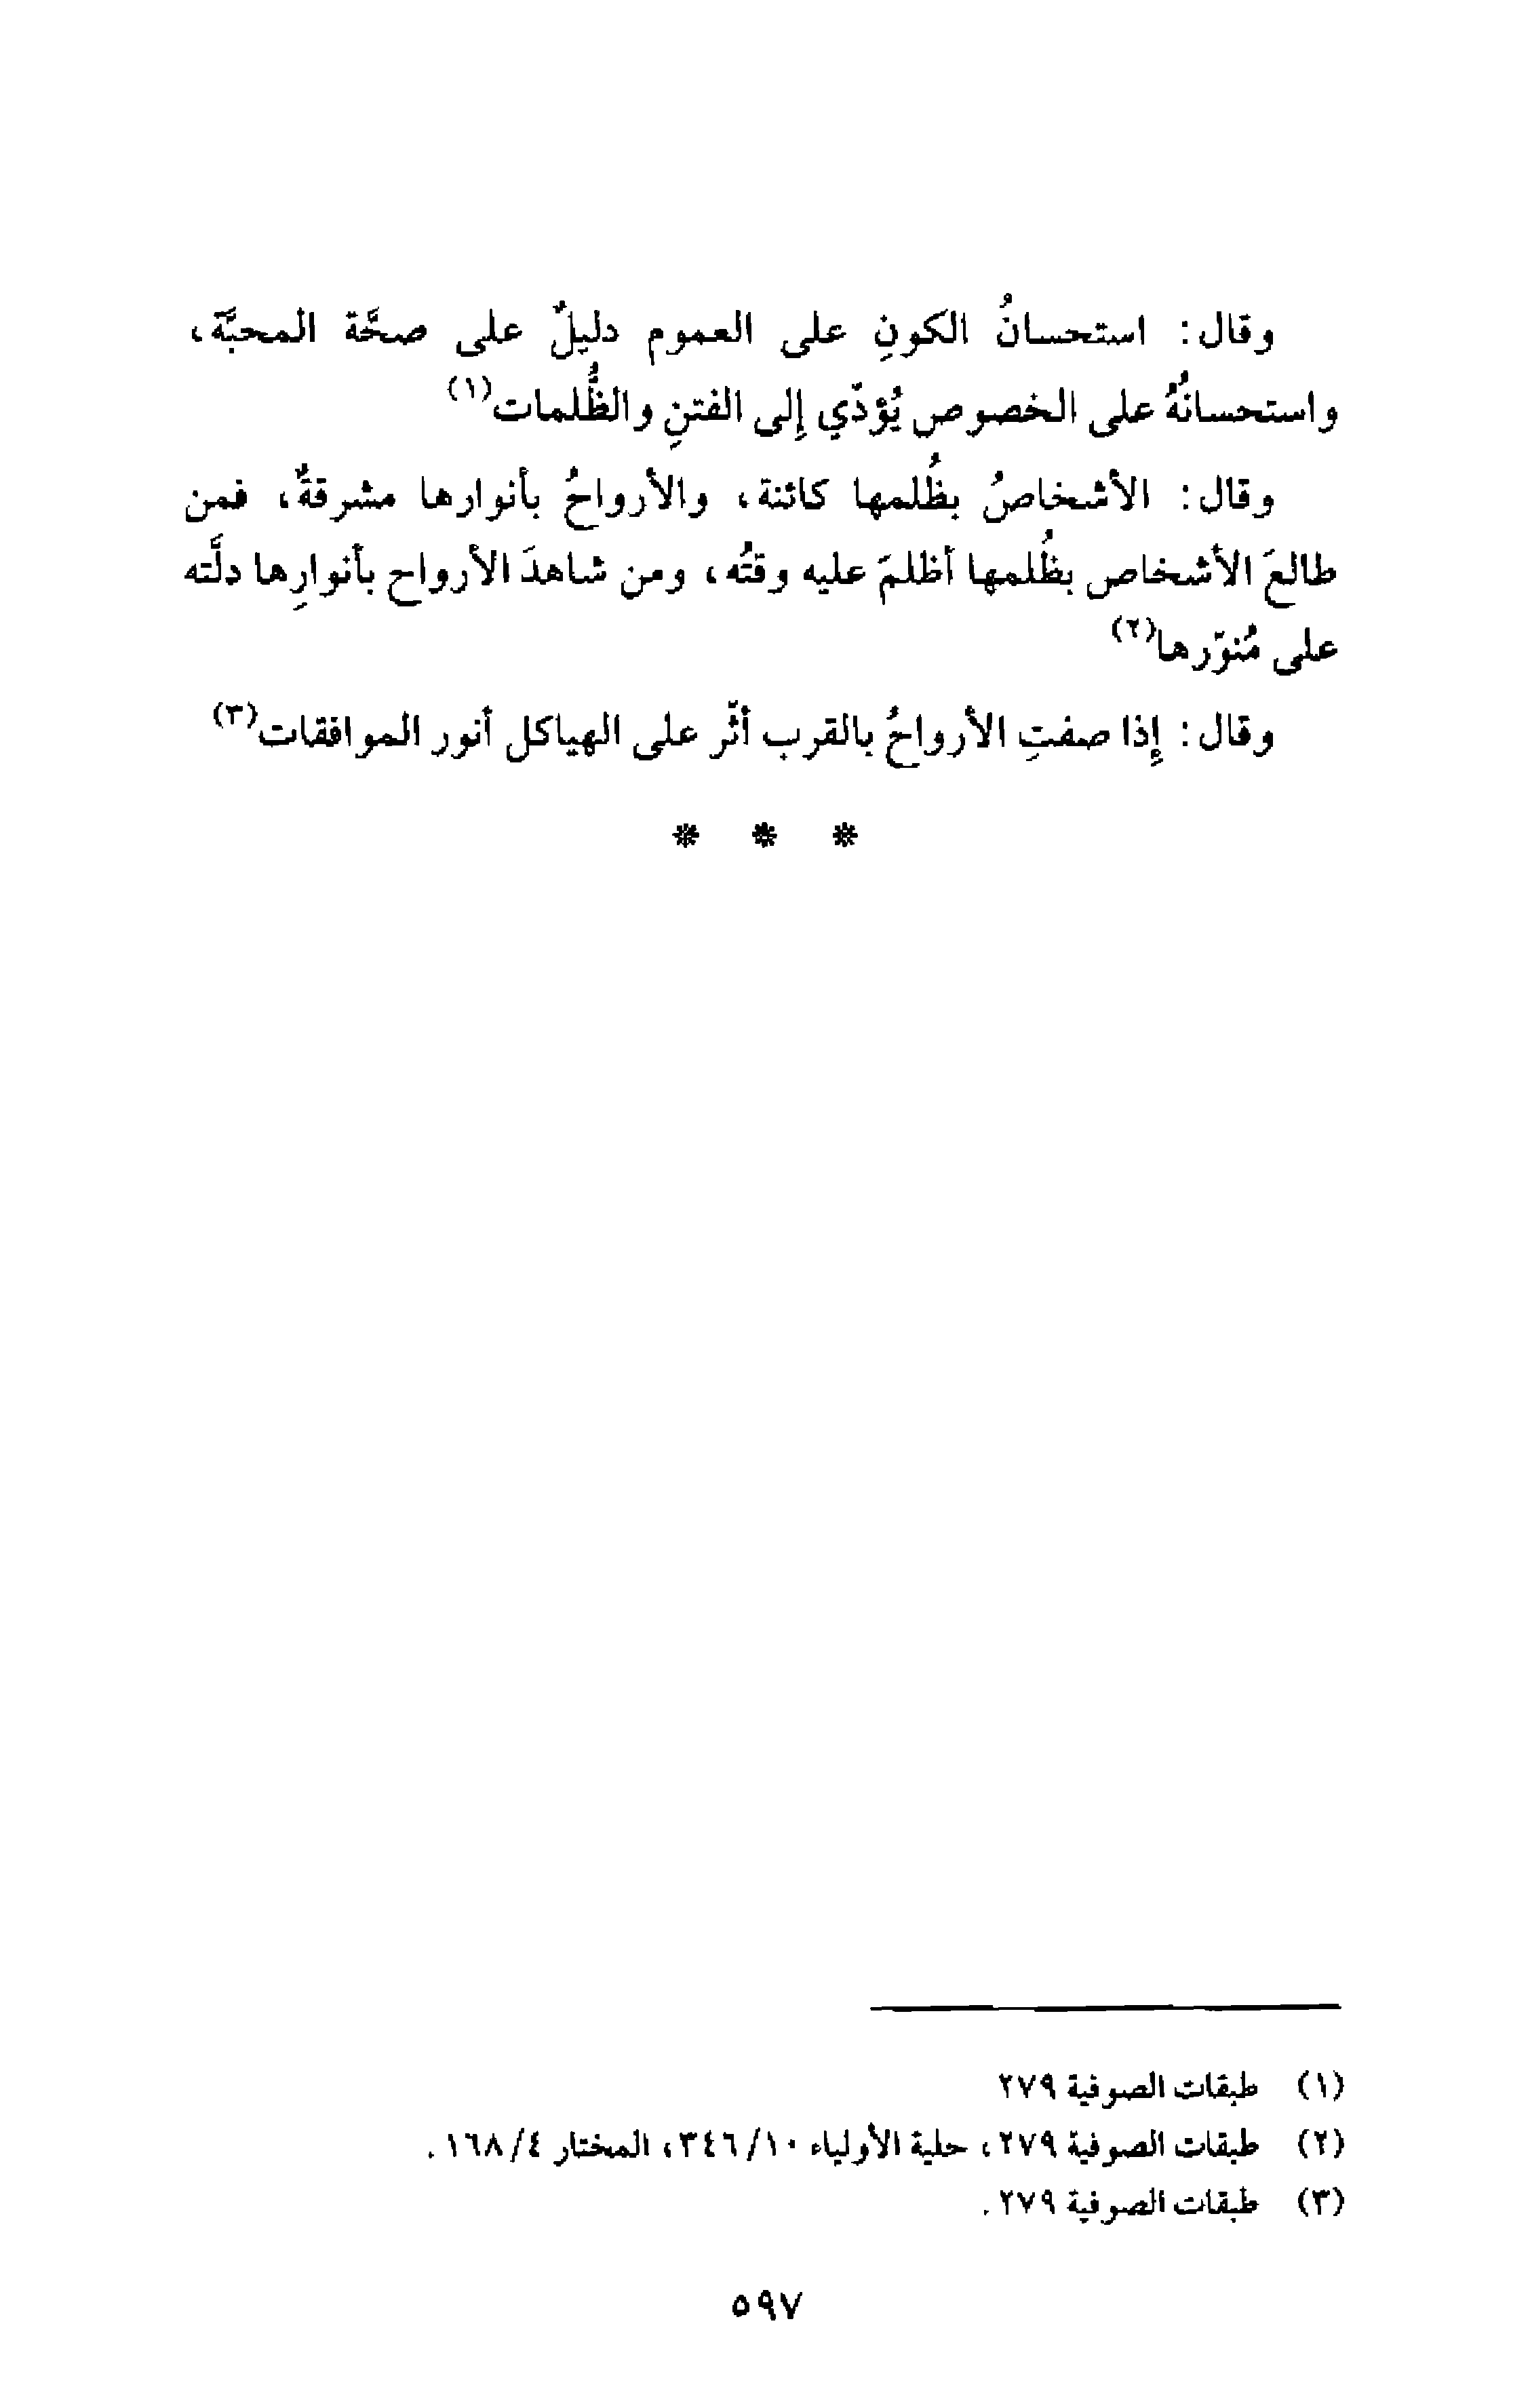 وقال: استحسانُ الكونِ على العموم دليلٌ على صحَّة المحبَّة،
واستحسانُهُ على الخصوص يُؤدّي إلى الفتنِ والظُّلمات(١)
وقال: الأشخاصُ بظُلمها كائنة، والأرواحُ بأنوارها مشرقةٌ، فمن
طالعَ الأشخاص بظُلمها أظلمَ عليه وقتُه، ومن شاهدَ الأرواح بأنوارِها دلَّته
على مُنوّرها(٢)
وقال: إذا صفتِ الأرواحُ بالقرب أثّر على الهياكل أنور الموافقات(٣)
* * *
(١) طبقات الصوفية ٢٧٩
(٢) طبقات الصوفية ٢٧٩، حلية الأولياء ١٠/٣٤٦، المختار ٤/١٦٨.
(٣) طبقات الصوفية ٢٧٩.
٥٩٧